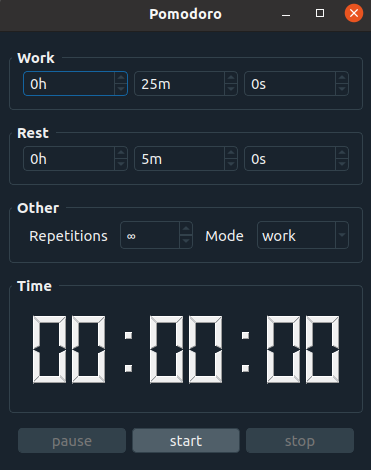 Pomodoro
Work
0h 25m 0s
Rest
0h 5m 0s
Other
Repetitions ∞ Mode work
Time
00:00:00
pause start stop